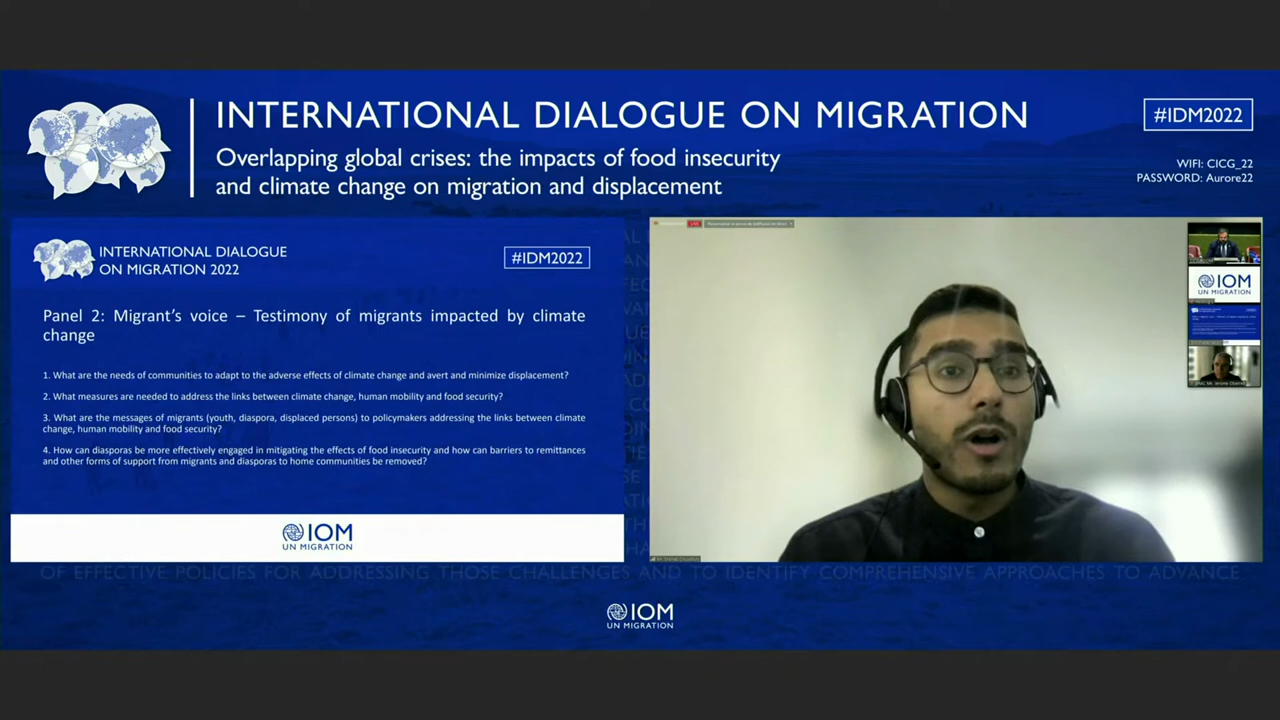 INTERNATIONAL DIALOGUE ON MIGRATION
Overlapping global crises: the impacts of food insecurity
and climate change on migration and displacement
#IDM2022
WIFI: CICG_22
PASSWORD: Aurore22
INTERNATIONAL DIALOGUE
ON MIGRATION 2022
#IDM2022
Panel 2: Migrant’s voice – Testimony of migrants impacted by climate
change
1. What are the needs of communities to adapt to the adverse effects of climate change and avert and minimize displacement?
2. What measures are needed to address the links between climate change, human mobility and food security?
3. What are the messages of migrants (youth, diaspora, displaced persons) to policymakers addressing the links between climate
change, human mobility and food security?
4. How can diasporas be more effectively engaged in mitigating the effects of food insecurity and how can barriers to remittances
and other forms of support from migrants and diasporas to home communities be removed?
IOM
UN MIGRATION
IOM
UN MIGRATION
OF EFFECTIVE POLICIES FOR ADDRESSING THOSE CHALLENGES AND TO IDENTIFY COMPREHENSIVE APPROACHES TO ADVANCE
IOM
UN MIGRATION